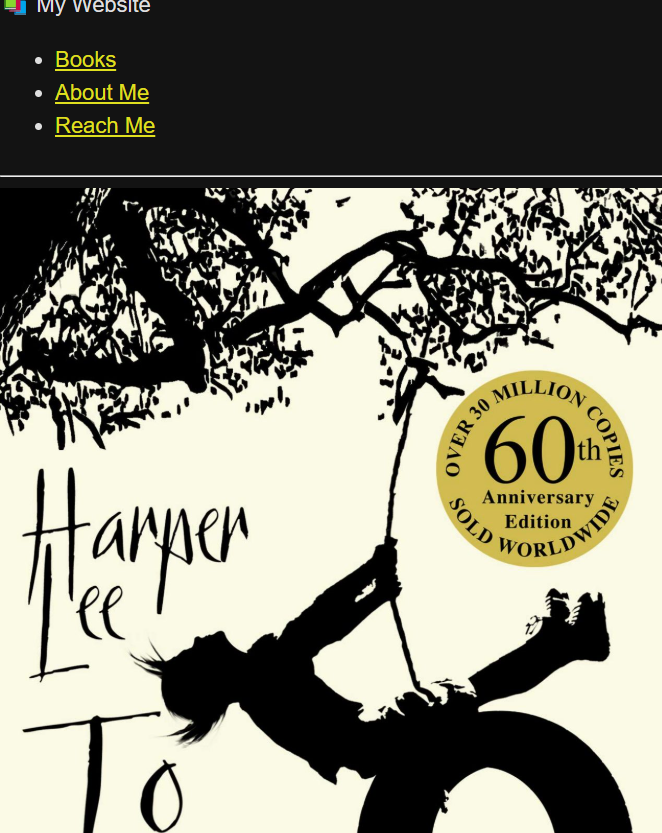 My Website
Books
About Me
Reach Me
OVER 30 MILLION COPIES
60th
Anniversary
Edition
SOLD WORLDWIDE
Harper
Lee
To